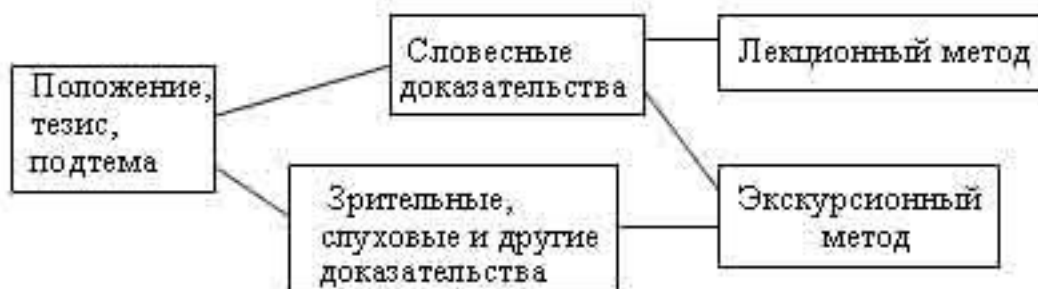 Положение,
тезис,
подтема
Словесные
доказательства
Зрительные,
слуховые и другие
доказательства
Лекционный метод
Экскурсионный
метод